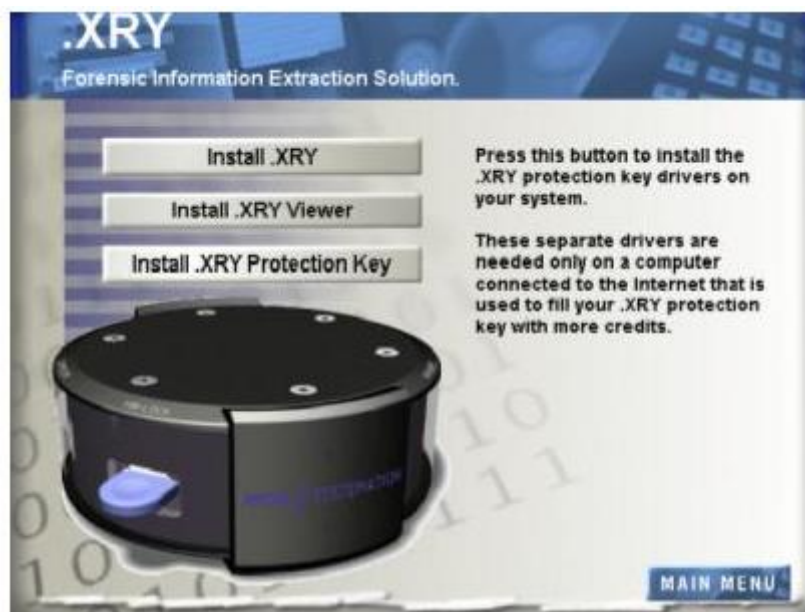 .XRY
Forensic Information Extraction Solution.
Install .XRY
Install .XRY Viewer
Install .XRY Protection Key
Press this button to install the
.XRY protection key drivers on
your system.
These separate drivers are
needed only on a computer
connected to the Internet that is
used to fill your .XRY protection
key with more credits.
SYSTEMATION
MAIN MENU